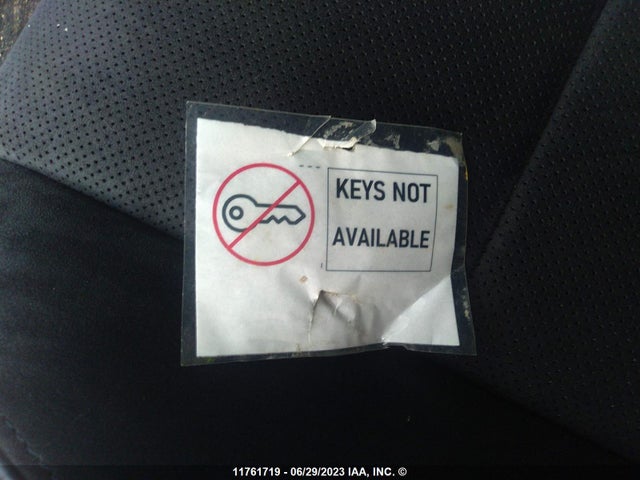 KEYS NOT
AVAILABLE
11761719 - 06/29/2023 IAA, INC. ©